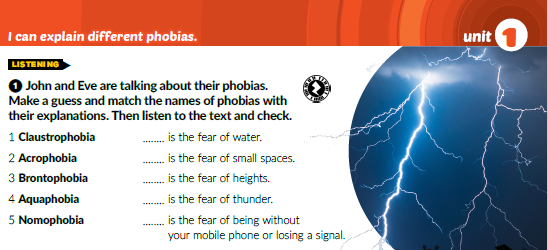 I can explain different phobias.
unit 1
LISTENING
1 John and Eve are talking about their phobias.
Make a guess and match the names of phobias with
their explanations. Then listen to the text and check.
1 Claustrophobia ........ is the fear of water.
2 Acrophobia ........ is the fear of small spaces.
3 Brontophobia ........ is the fear of heights.
4 Aquaphobia ........ is the fear of thunder.
5 Nomophobia ........ is the fear of being without
your mobile phone or losing a signal.